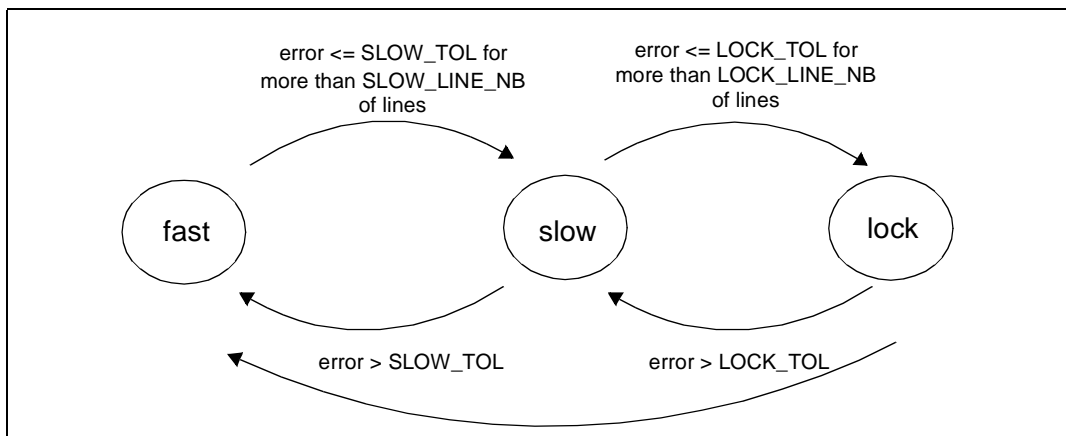 error <= SLOW_TOL for
more than SLOW_LINE_NB
of lines
error <= LOCK_TOL for
more than LOCK_LINE_NB
of lines
fast
slow
lock
error > SLOW_TOL
error > LOCK_TOL